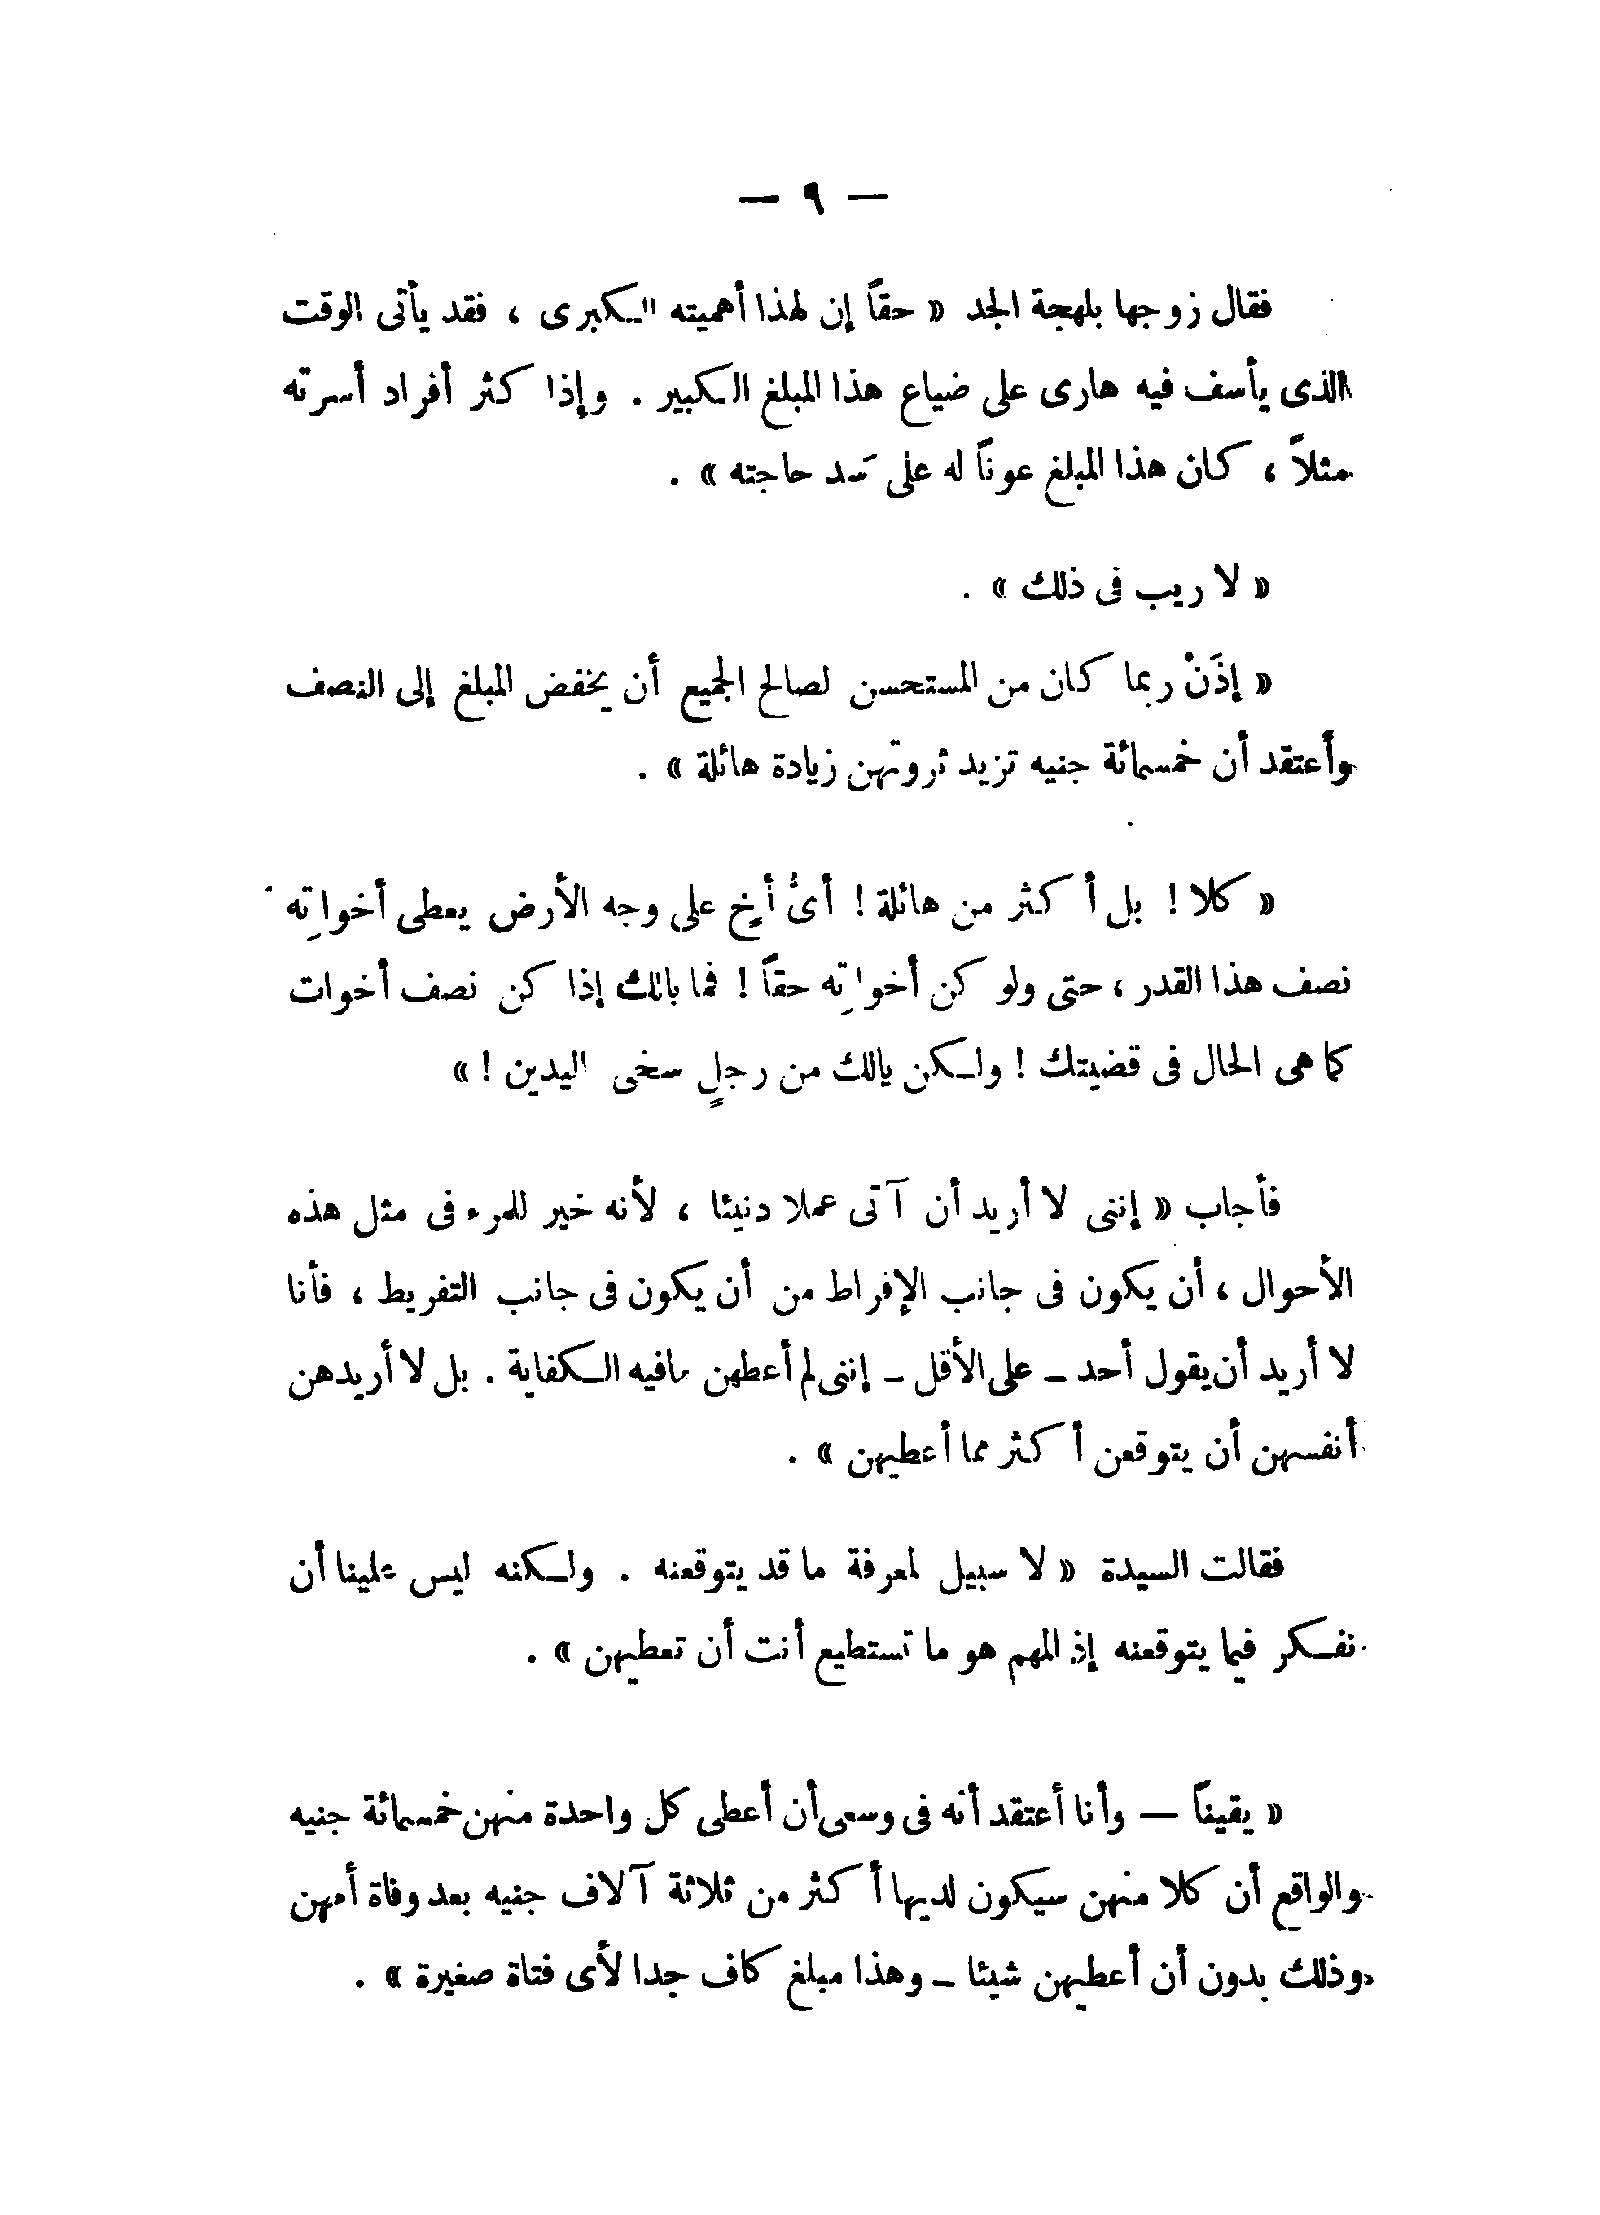 — ٩ —
فقال زوجها بلهجة الجد « حقاً إن لهذا أهميته الكبرى ، فقد يأتى الوقت
الذى يأسف فيه هارى على ضياع هذا المبلغ الكبير . وإذا كثر أفراد أسرته
مثلاً ، كان هذا المبلغ عوناً له على سَد حاجته » .
« لا ريب فى ذلك » .
« إذَنْ ربما كان من المستحسن لصالح الجميع أن يخفض المبلغ إلى النصف
وأعتقد أن خمسمائة جنيه تزيد ثروتهن زيادة هائلة » .
« كلا ! بل أكثر من هائلة ! أىُّ أخٍ على وجه الأرض يعطى أخواتِه
نصف هذا القدر ، حتى ولو كن أخواتِه حقاً ! فما بالك إذا كن نصف أخوات
كما هى الحال فى قضيتك ! ولكن يالك من رجلٍ سخى اليدين ! »
فأجاب « إننى لا أريد أن آتى عملا دنيئا ، لأنه خير للمرء فى مثل هذه
الأحوال ، أن يكون فى جانب الإفراط من أن يكون فى جانب التفريط ، فأنا
لا أريد أن يقول أحد ــ على الأقل ــ إننى لم أعطهن مافيه الكفاية . بل لا أريدهن
أنفسهن أن يتوقعن أكثر مما أعطيهن » .
فقالت السيدة « لا سبيل لمعرفة ما قد يتوقعنه . ولكنه ليس علينا أن
نفكر فيما يتوقعنه إذ المهم هو ما تستطيع أنت أن تعطيهن » .
« يقيناً — وأنا أعتقد أنه فى وسعى أن أعطى كل واحدة منهن خمسمائة جنيه
والواقع أن كلا منهن سيكون لديها أكثر من ثلاثة آلاف جنيه بعد وفاة أمهن
وذلك بدون أن أعطيهن شيئا ــ وهذا مبلغ كاف جدا لأى فتاة صغيرة » .